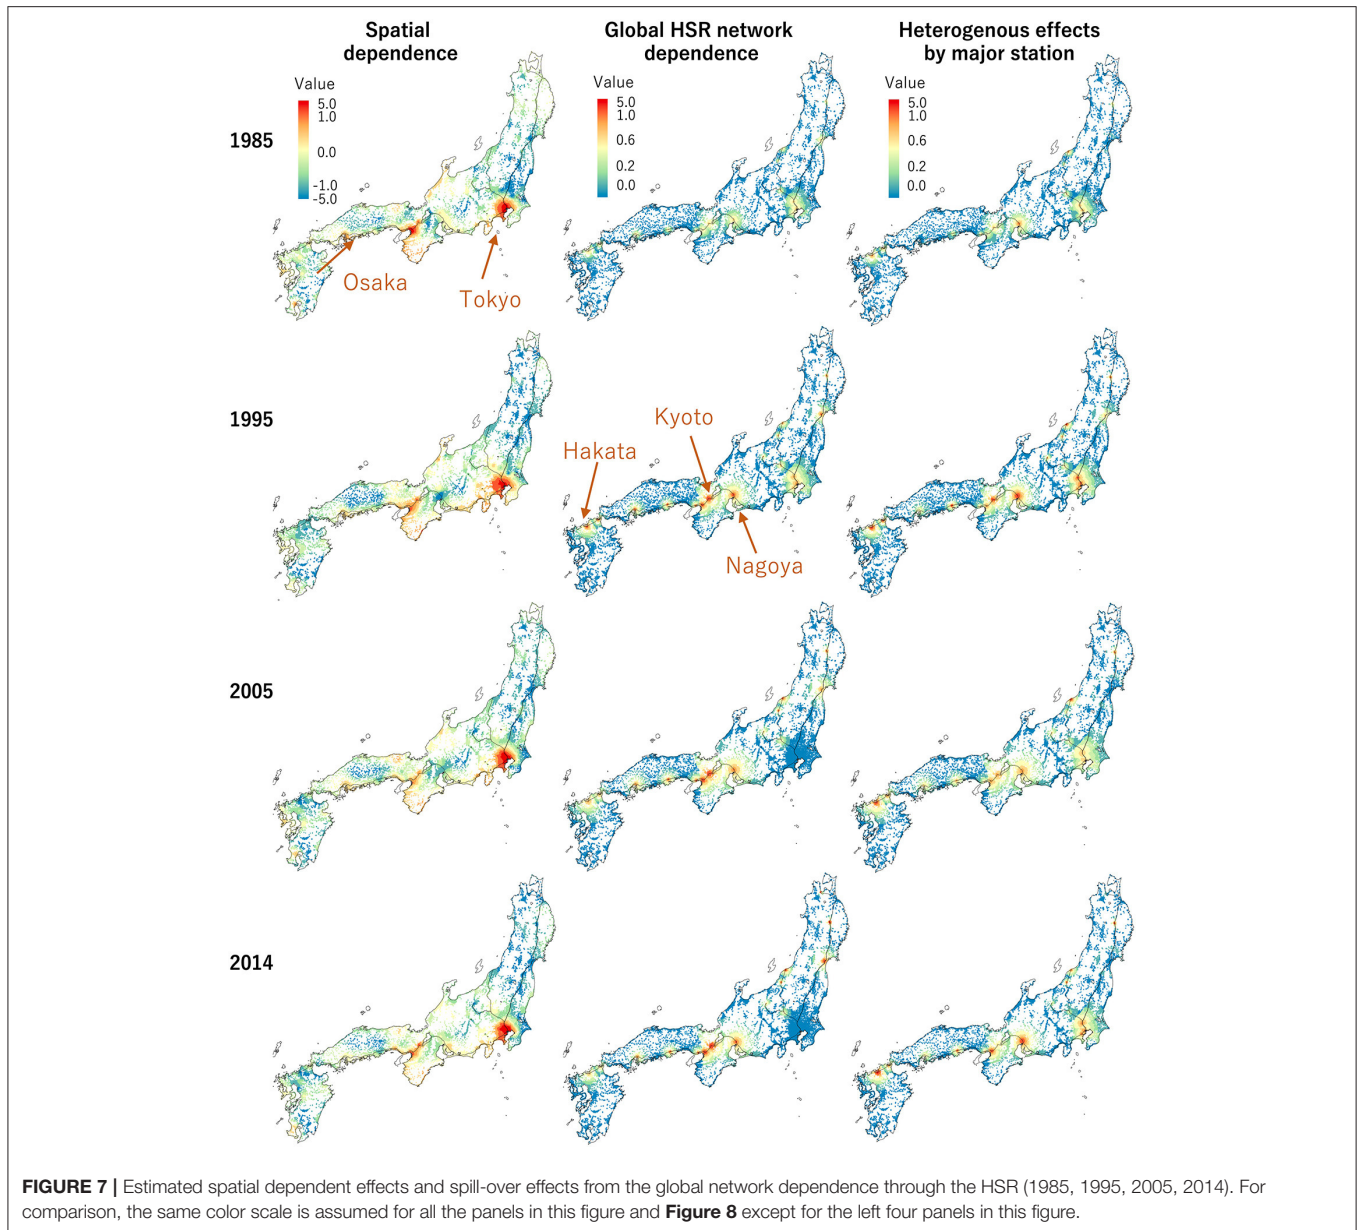 Spatial
dependence
Global HSR network
dependence
Heterogenous effects
by major station
Value
5.0
1.0
0.0
-1.0
-5.0
Value
5.0
1.0
0.6
0.2
0.0
Value
5.0
1.0
0.6
0.2
0.0
1985
Osaka
Tokyo
1995
Kyoto
Hakata
Nagoya
2005
2014
FIGURE 7 | Estimated spatial dependent effects and spill-over effects from the global network dependence through the HSR (1985, 1995, 2005, 2014). For
comparison, the same color scale is assumed for all the panels in this figure and Figure 8 except for the left four panels in this figure.